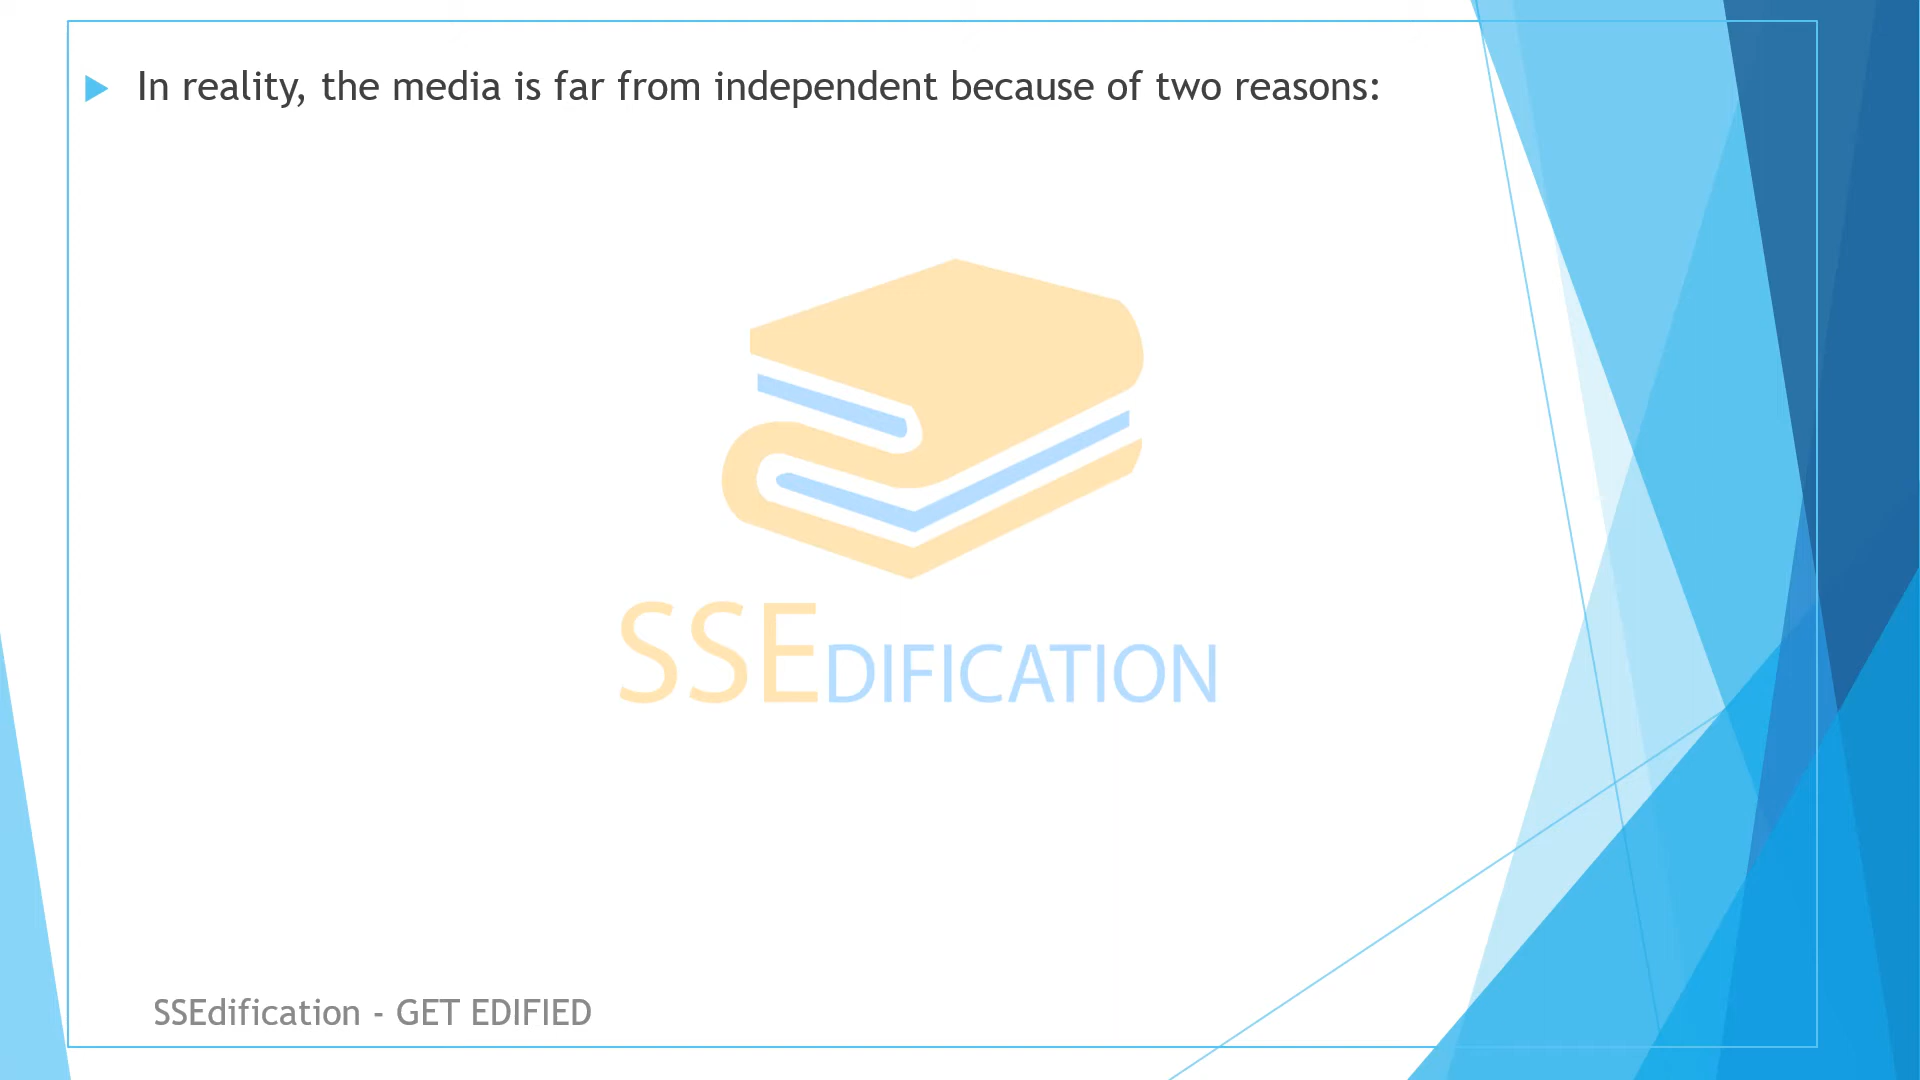 In reality, the media is far from independent because of two reasons:
SSEDIFICATION
SSEdification - GET EDIFIED